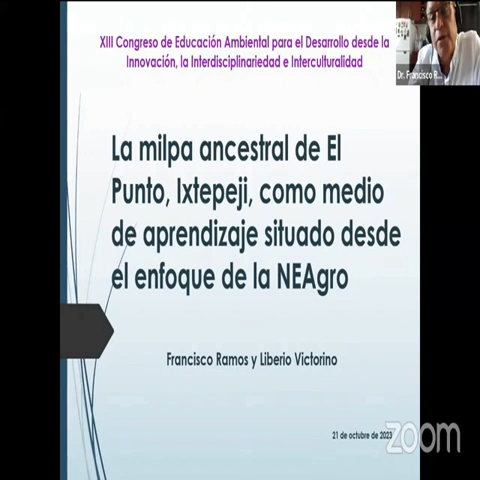 XIII Congreso de Educación Ambiental para el Desarrollo desde la
Innovación, la Interdisciplinariedad e Interculturalidad
Dr. Francisco R...
La milpa ancestral de El
Punto, Ixtepeji, como medio
de aprendizaje situado desde
el enfoque de la NEAgro
Francisco Ramos y Liberio Victorino
21 de octubre de 2023
zoom